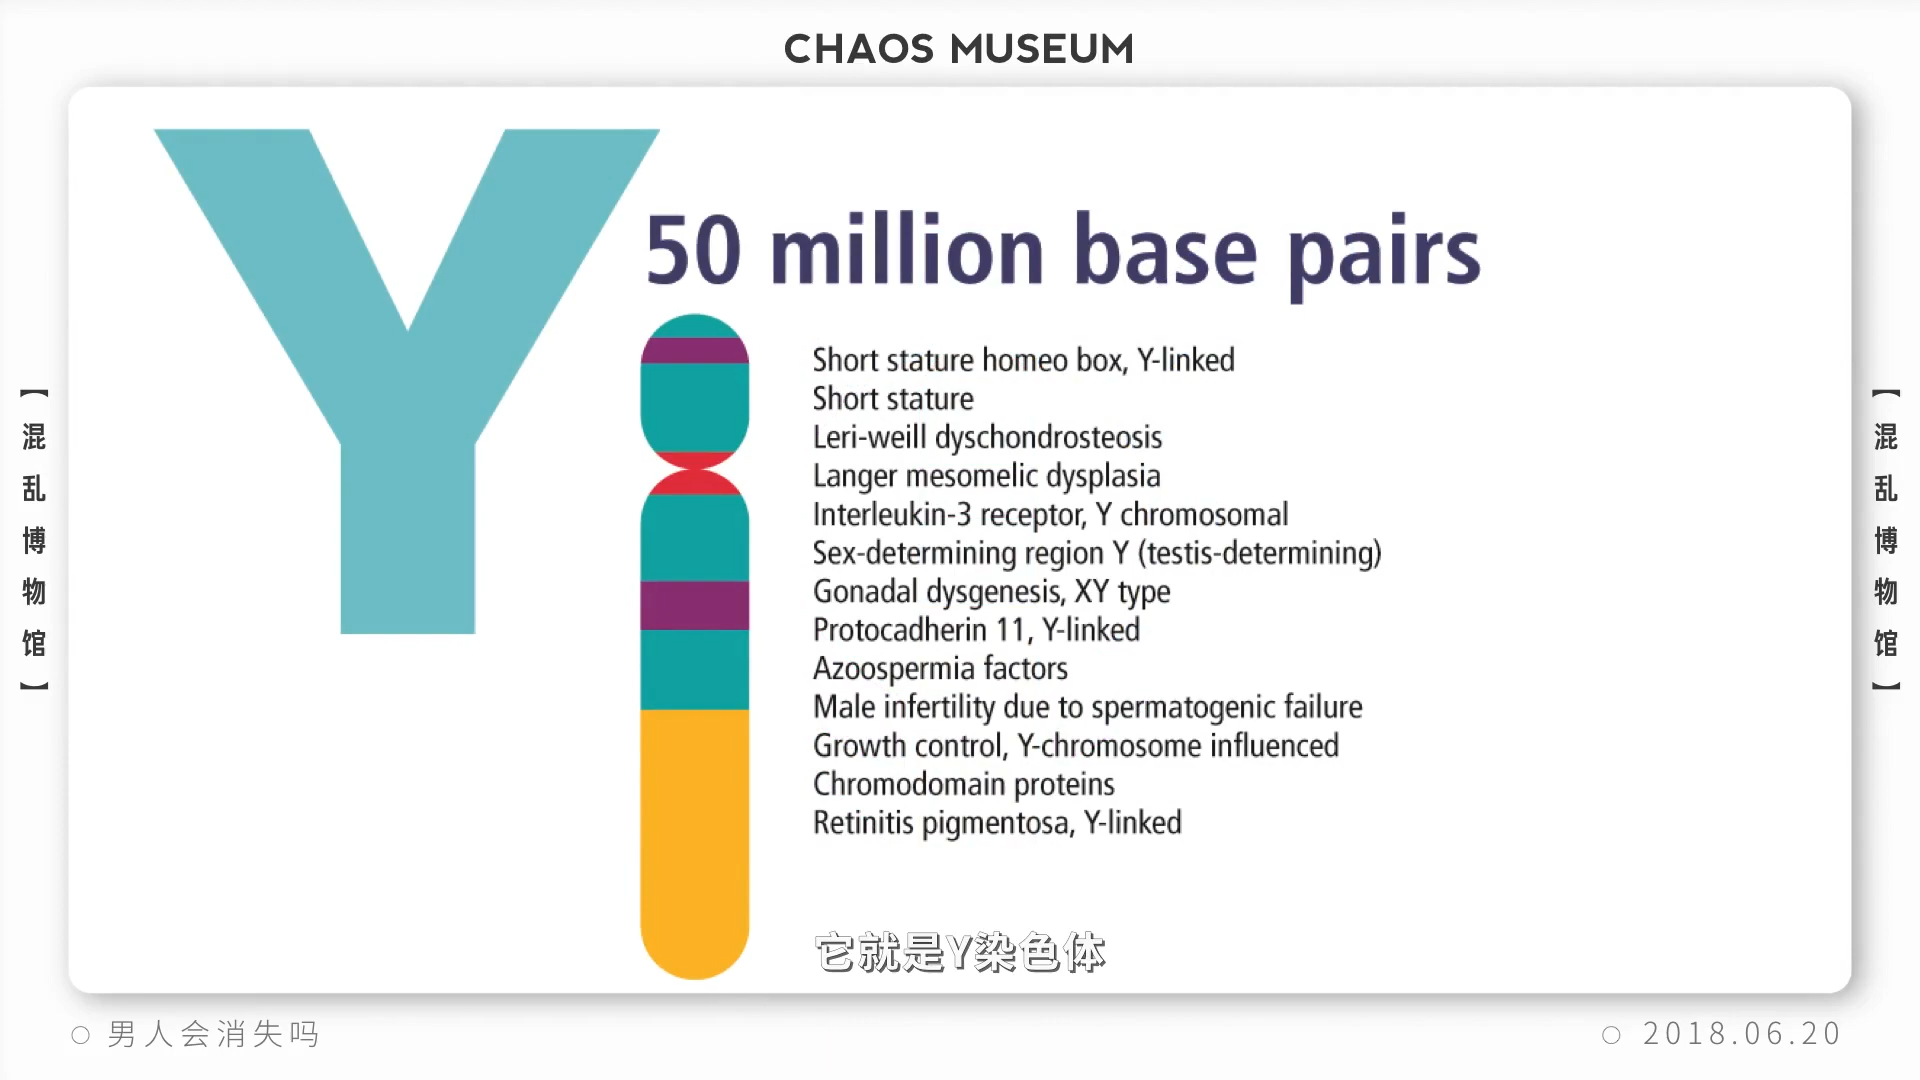 CHAOS MUSEUM
Y
50 million base pairs
Short stature homeo box, Y-linked
Short stature
Leri-weill dyschondrosteosis
Langer mesomelic dysplasia
Interleukin-3 receptor, Y chromosomal
Sex-determining region Y (testis-determining)
Gonadal dysgenesis, XY type
Protocadherin 11, Y-linked
Azoospermia factors
Male infertility due to spermatogenic failure
Growth control, Y-chromosome influenced
Chromodomain proteins
Retinitis pigmentosa, Y-linked
它就是Y染色体
【混乱博物馆】
【混乱博物馆】
男人会消失吗
2018.06.20